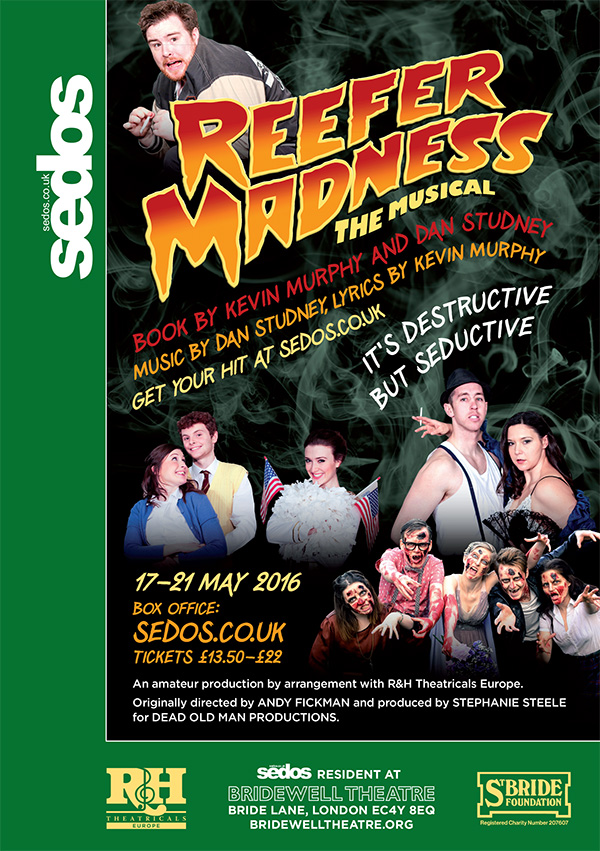 sedos.co.uk
sedos
REEFER
MADNESS
THE MUSICAL
BOOK BY KEVIN MURPHY AND DAN STUDNEY
MUSIC BY DAN STUDNEY, LYRICS BY KEVIN MURPHY
GET YOUR HIT AT SEDOS.CO.UK
IT'S DESTRUCTIVE
BUT SEDUCTIVE
17–21 MAY 2016
BOX OFFICE:
SEDOS.CO.UK
TICKETS £13.50–£22
An amateur production by arrangement with R&H Theatricals Europe.
Originally directed by ANDY FICKMAN and produced by STEPHANIE STEELE
for DEAD OLD MAN PRODUCTIONS.
R&H
THEATRICALS
EUROPE
sedos RESIDENT AT
BRIDEWELL THEATRE
BRIDE LANE, LONDON EC4Y 8EQ
BRIDEWELLTHEATRE.ORG
ST BRIDE
FOUNDATION
Registered Charity Number 207607